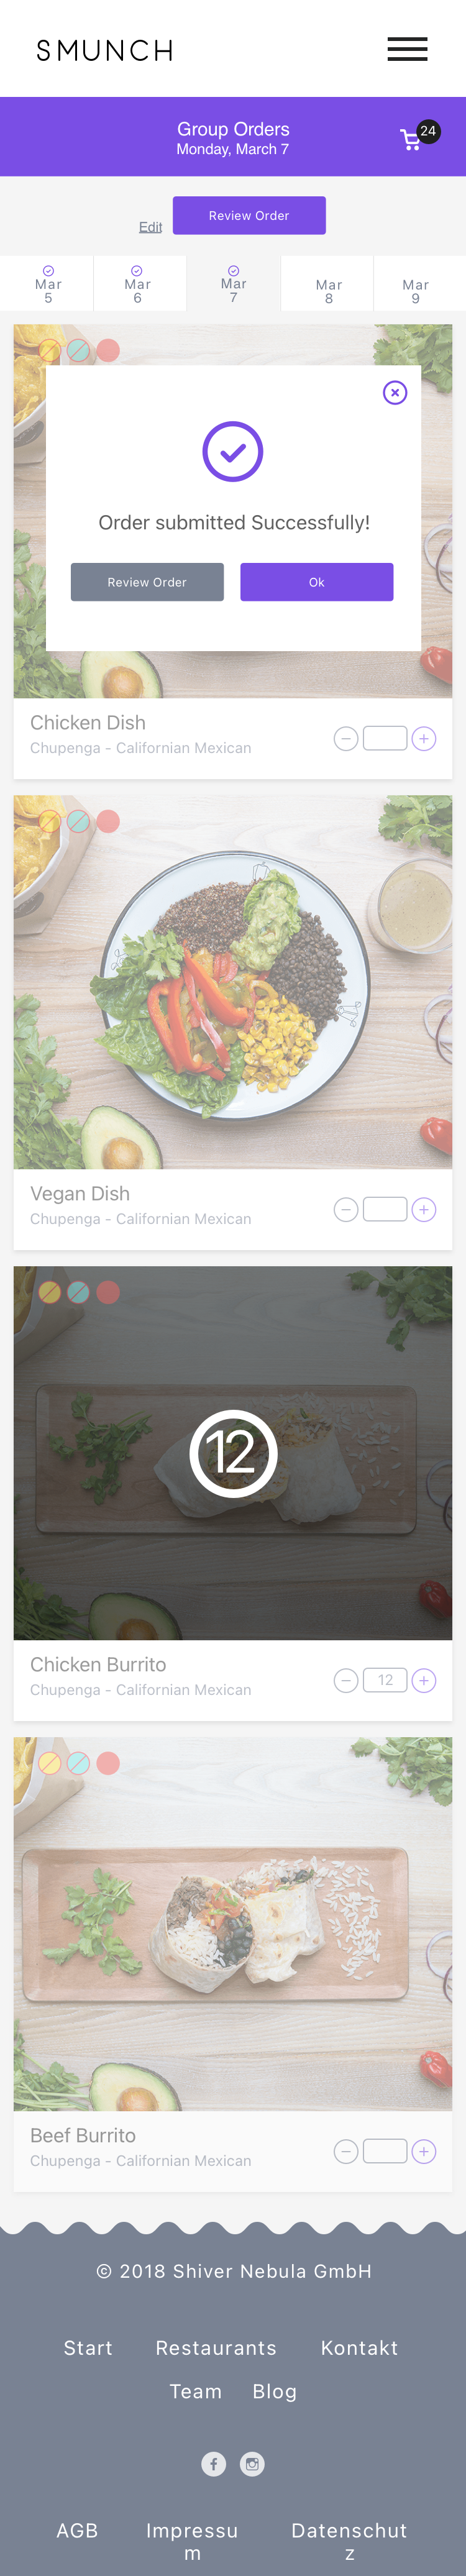 SMUNCH
Group Orders
Monday, March 7
24
Edit
Review Order
Mar
5
Mar
6
Mar
7
Mar
8
Mar
9
Order submitted Successfully!
Review Order
Ok
Chicken Dish
Chupenga - Californian Mexican
Vegan Dish
Chupenga - Californian Mexican
12
Chicken Burrito
Chupenga - Californian Mexican
12
Beef Burrito
Chupenga - Californian Mexican
© 2018 Shiver Nebula GmbH
Start Restaurants Kontakt
Team Blog
AGB Impressu Datenschut
m z